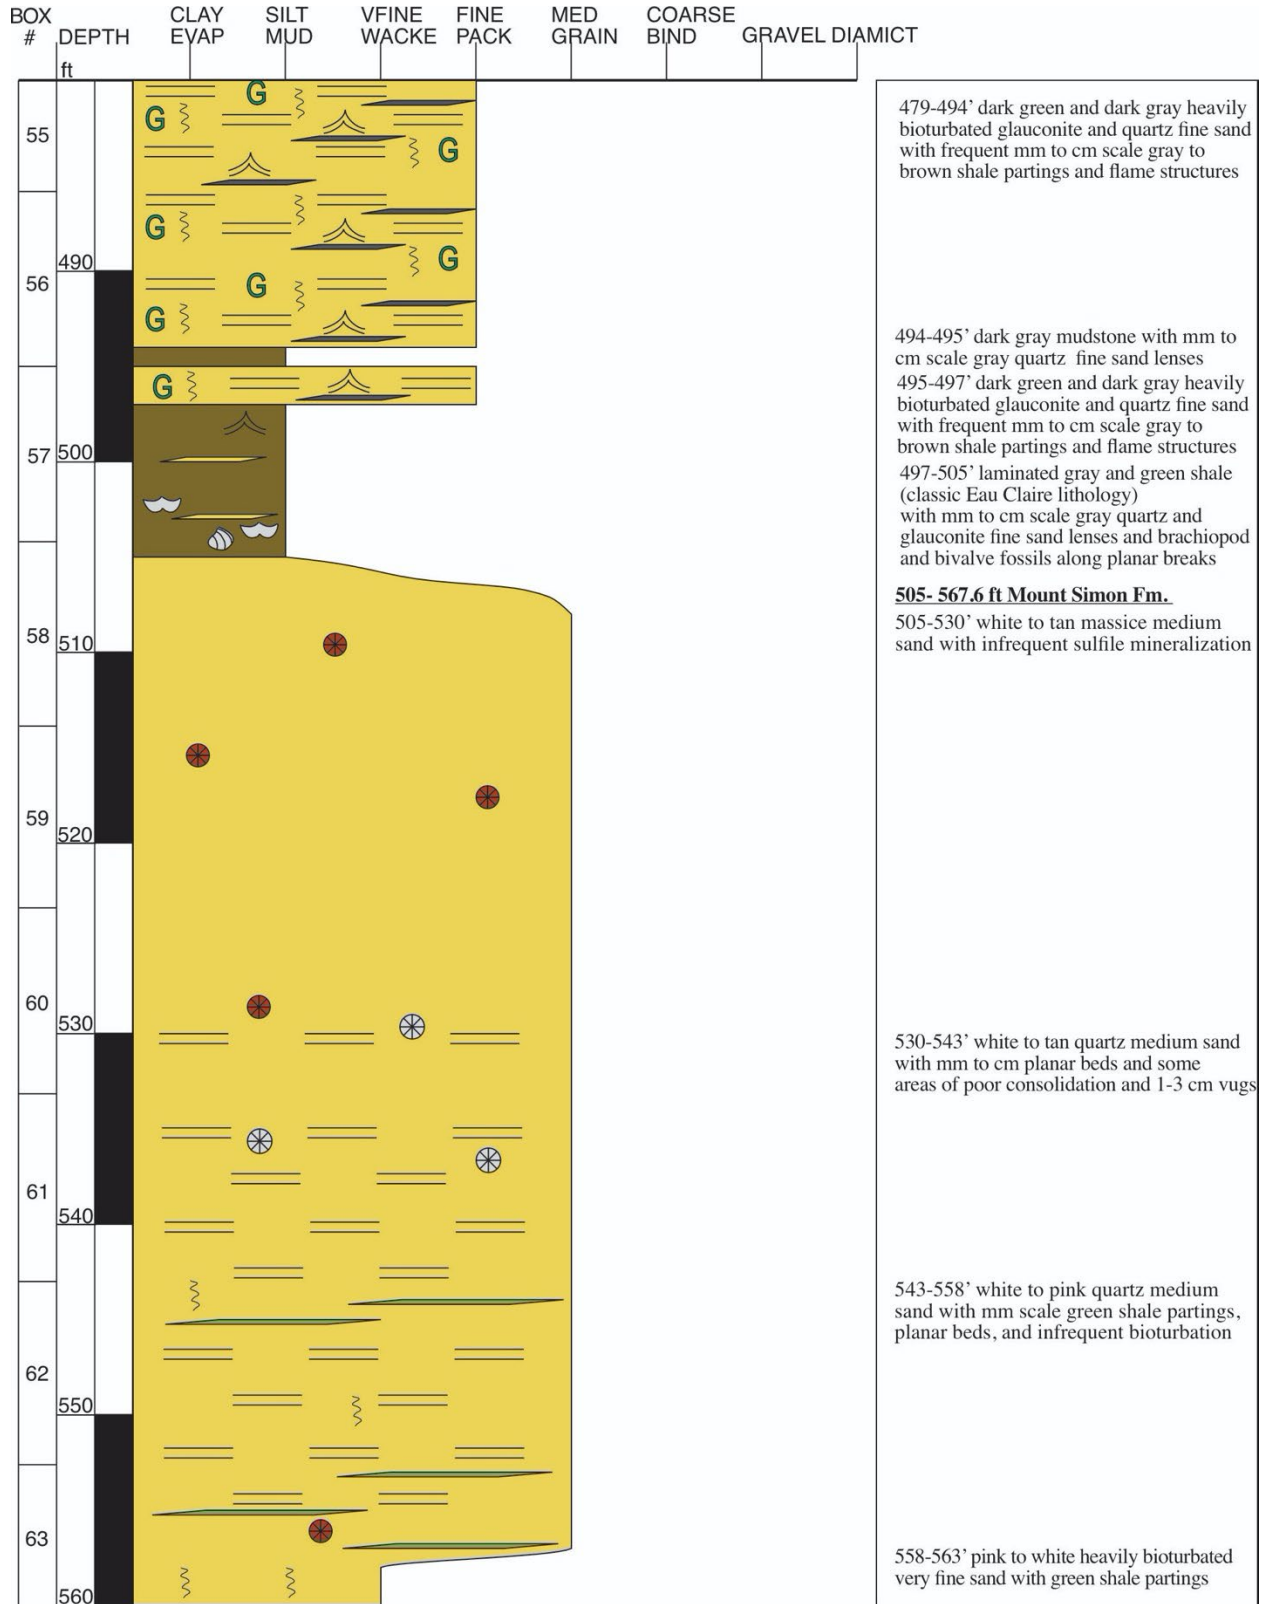 BOX # DEPTH
CLAY EVAP
SILT MUD
VFINE WACKE
FINE PACK
MED GRAIN
COARSE BIND
GRAVEL DIAMICT
ft
55
G
G
G
479-494' dark green and dark gray heavily
bioturbated glauconite and quartz fine sand
with frequent mm to cm scale gray to
brown shale partings and flame structures
G
G
490
56
G
G
494-495' dark gray mudstone with mm to
cm scale gray quartz fine sand lenses
G
495-497' dark green and dark gray heavily
bioturbated glauconite and quartz fine sand
with frequent mm to cm scale gray to
brown shale partings and flame structures
57
500
497-505' laminated gray and green shale
(classic Eau Claire lithology)
with mm to cm scale gray quartz and
glauconite fine sand lenses and brachiopod
and bivalve fossils along planar breaks
505- 567.6 ft Mount Simon Fm.
58
510
505-530' white to tan massice medium
sand with infrequent sulfile mineralization
59
520
60
530
530-543' white to tan quartz medium sand
with mm to cm planar beds and some
areas of poor consolidation and 1-3 cm vugs
61
540
543-558' white to pink quartz medium
sand with mm scale green shale partings,
planar beds, and infrequent bioturbation
62
550
63
558-563' pink to white heavily bioturbated
very fine sand with green shale partings
560